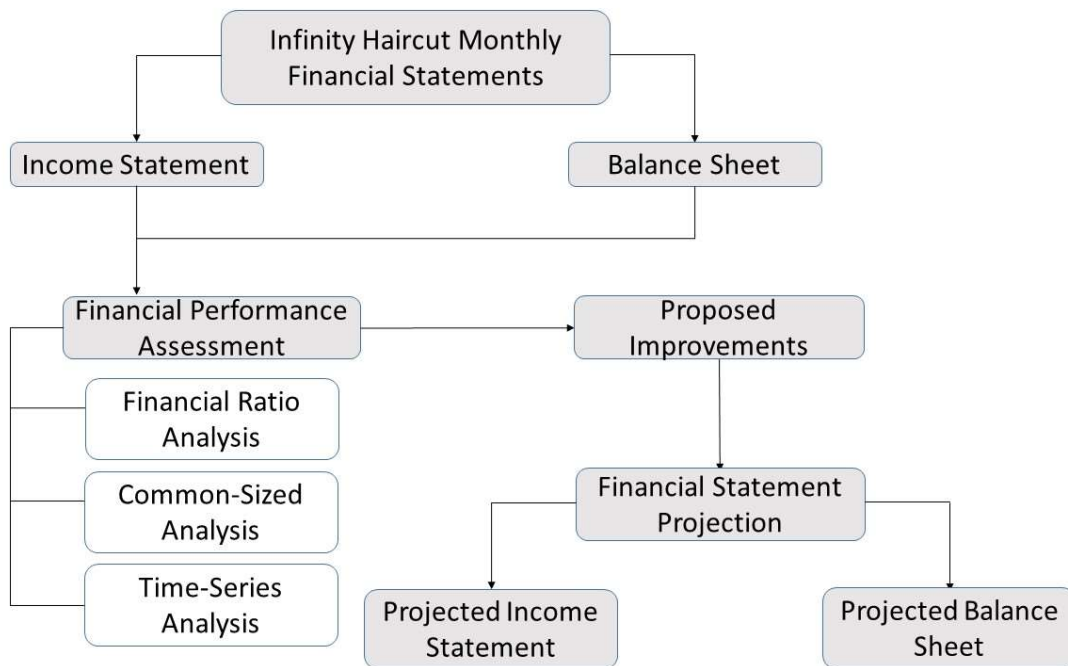 Infinity Haircut Monthly
Financial Statements
Income Statement
Balance Sheet
Financial Performance
Assessment
Proposed
Improvements
Financial Ratio
Analysis
Common-Sized
Analysis
Time-Series
Analysis
Financial Statement
Projection
Projected Income
Statement
Projected Balance
Sheet